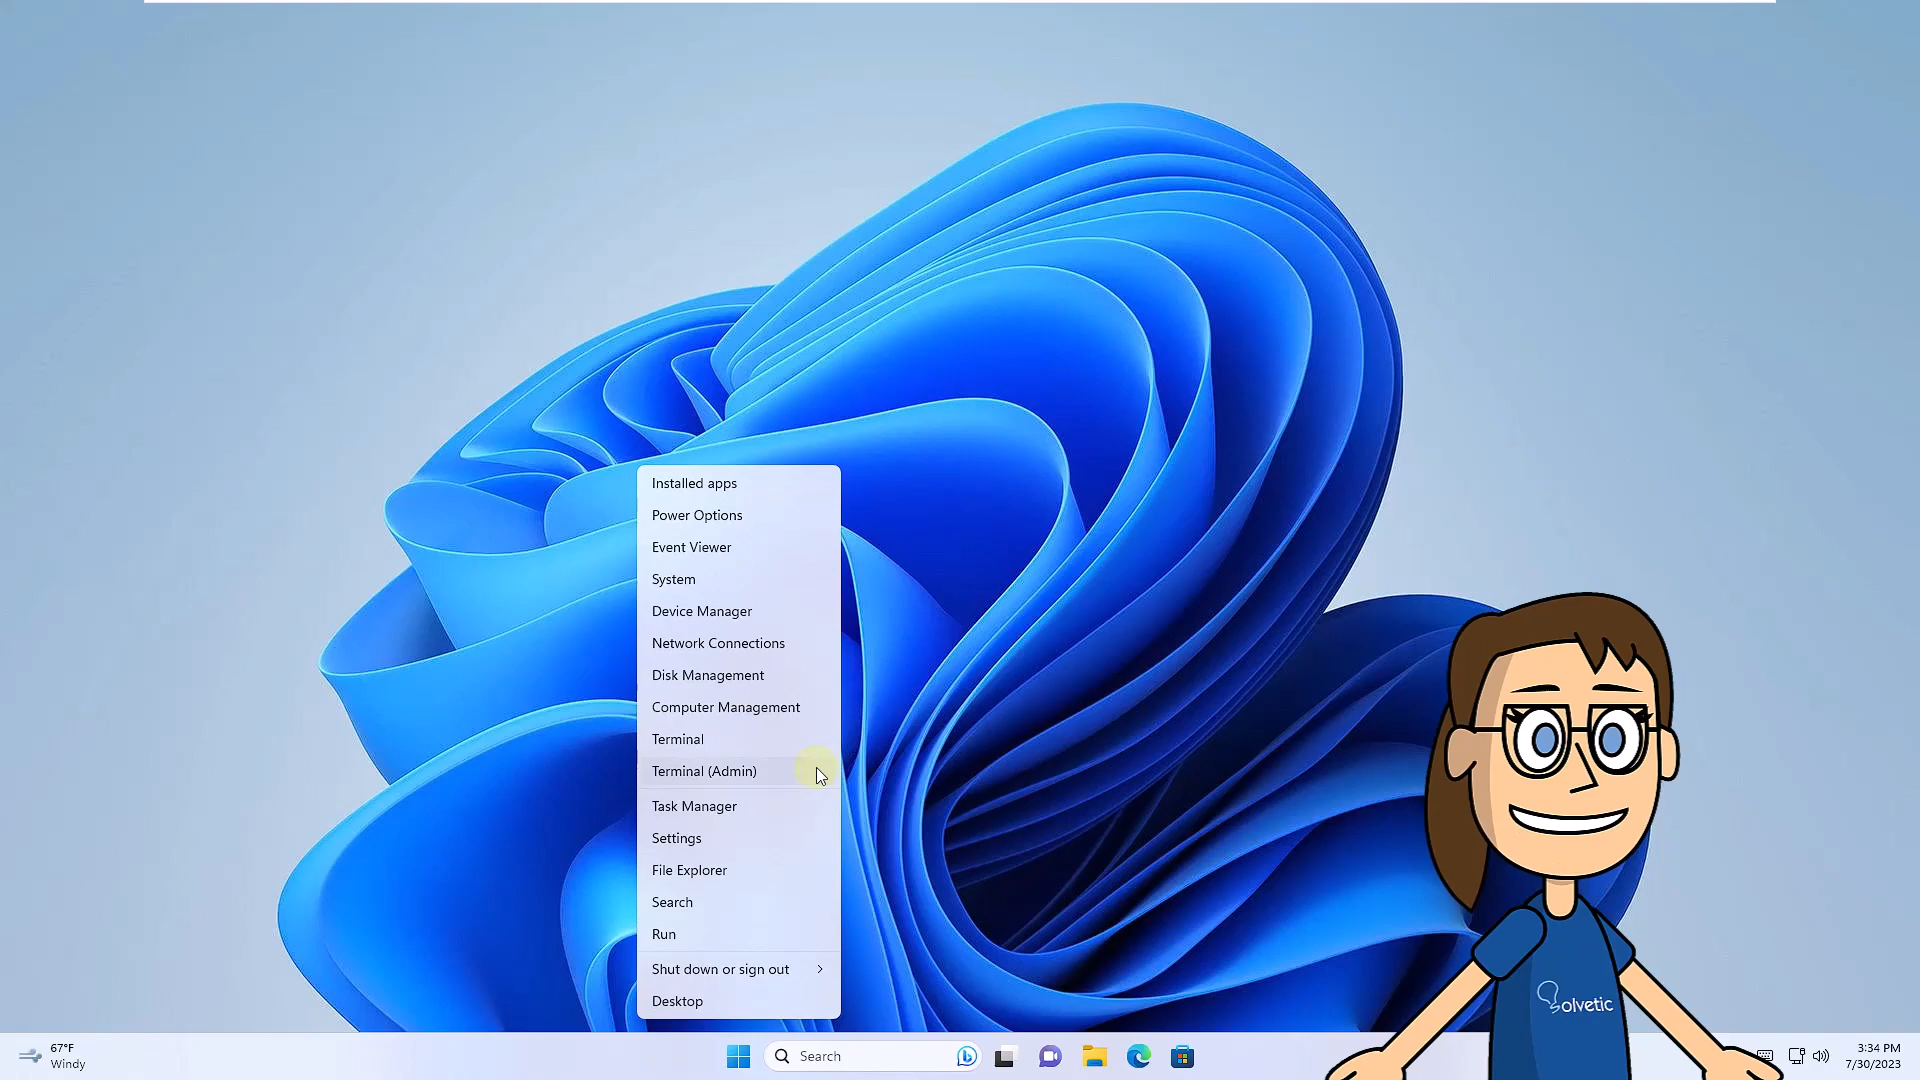 Installed apps
Power Options
Event Viewer
System
Device Manager
Network Connections
Disk Management
Computer Management
Terminal
Terminal (Admin)
Task Manager
Settings
File Explorer
Search
Run
Shut down or sign out
Desktop
Solvetic
67°F
Windy
Search
3:34 PM
7/30/2023